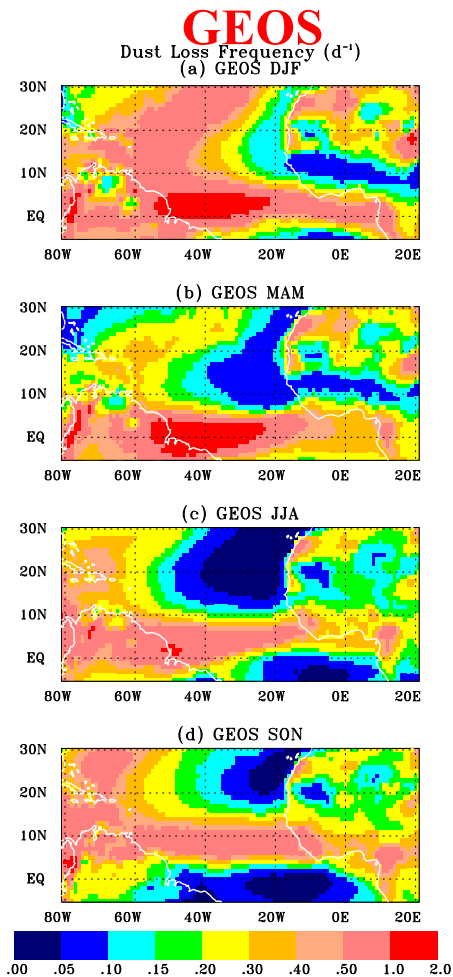 GEOS
Dust Loss Frequency (d⁻¹)
(a) GEOS DJF
30N
20N
10N
EQ
80W 60W 40W 20W 0E 20E
(b) GEOS MAM
30N
20N
10N
EQ
80W 60W 40W 20W 0E 20E
(c) GEOS JJA
30N
20N
10N
EQ
80W 60W 40W 20W 0E 20E
(d) GEOS SON
30N
20N
10N
EQ
80W 60W 40W 20W 0E 20E
.00 .05 .10 .15 .20 .30 .40 .50 1.0 2.0